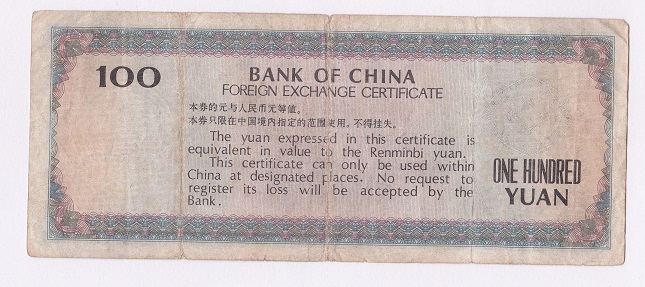 100
BANK OF CHINA
FOREIGN EXCHANGE CERTIFICATE
本券的元与人民币元等值。
本券只限在中国境内指定的范围使用,不得挂失。
The yuan expressed in this certificate is
equivalent in value to the Renminbi yuan.
This certificate can only be used within
China at designated places. No request to
register its loss will be accepted by the
Bank.
ONE HUNDRED
YUAN